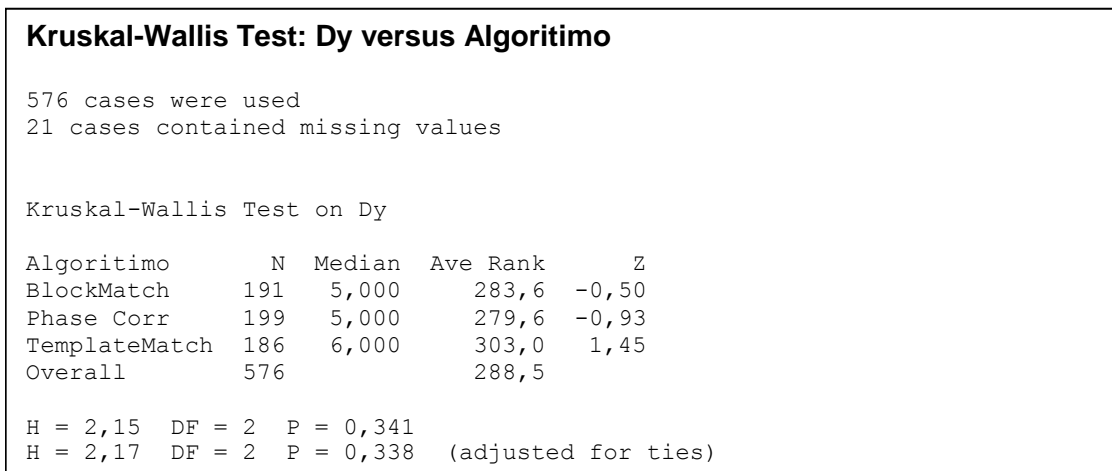 Kruskal-Wallis Test: Dy versus Algoritimo
576 cases were used
21 cases contained missing values
Kruskal-Wallis Test on Dy
Algoritimo N Median Ave Rank Z
BlockMatch 191 5,000 283,6 -0,50
Phase Corr 199 5,000 279,6 -0,93
TemplateMatch 186 6,000 303,0 1,45
Overall 576 288,5
H = 2,15 DF = 2 P = 0,341
H = 2,17 DF = 2 P = 0,338 (adjusted for ties)